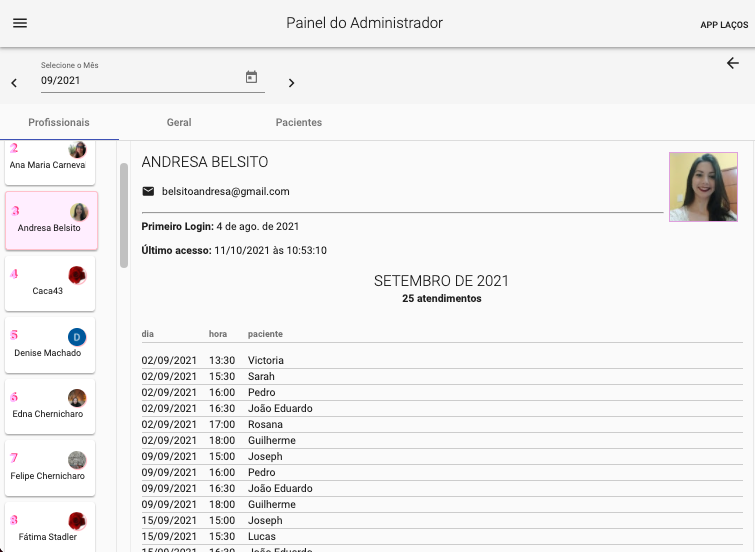 Painel do Administrador
APP LAÇOS
Selecione o Mês
09/2021
Profissionais Geral Pacientes
2
Ana Maria Carneva
3
Andresa Belsito
4
Caca43
5
D
Denise Machado
6
Edna Chernicharo
7
Felipe Chernicharo
8
Fátima Stadler
ANDRESA BELSITO
belsitoandresa@gmail.com
Primeiro Login: 4 de ago. de 2021
Último acesso: 11/10/2021 às 10:53:10
SETEMBRO DE 2021
25 atendimentos
dia hora paciente
02/09/2021 13:30 Victoria
02/09/2021 15:30 Sarah
02/09/2021 16:00 Pedro
02/09/2021 16:30 João Eduardo
02/09/2021 17:00 Rosana
02/09/2021 18:00 Guilherme
09/09/2021 15:00 Joseph
09/09/2021 16:00 Pedro
09/09/2021 16:30 João Eduardo
09/09/2021 18:00 Guilherme
15/09/2021 15:00 Joseph
15/09/2021 15:30 Lucas
15/09/2021 16:30 João Eduardo